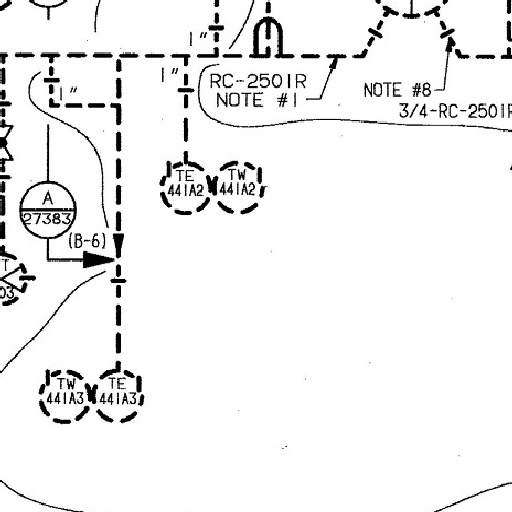 1"
1"
RC-2501R
NOTE #1
NOTE #8
3/4-RC-2501R
1"
TE
441A2
TW
441A2
A
27383
(B-6)
T
03
TW
441A3
TE
441A3